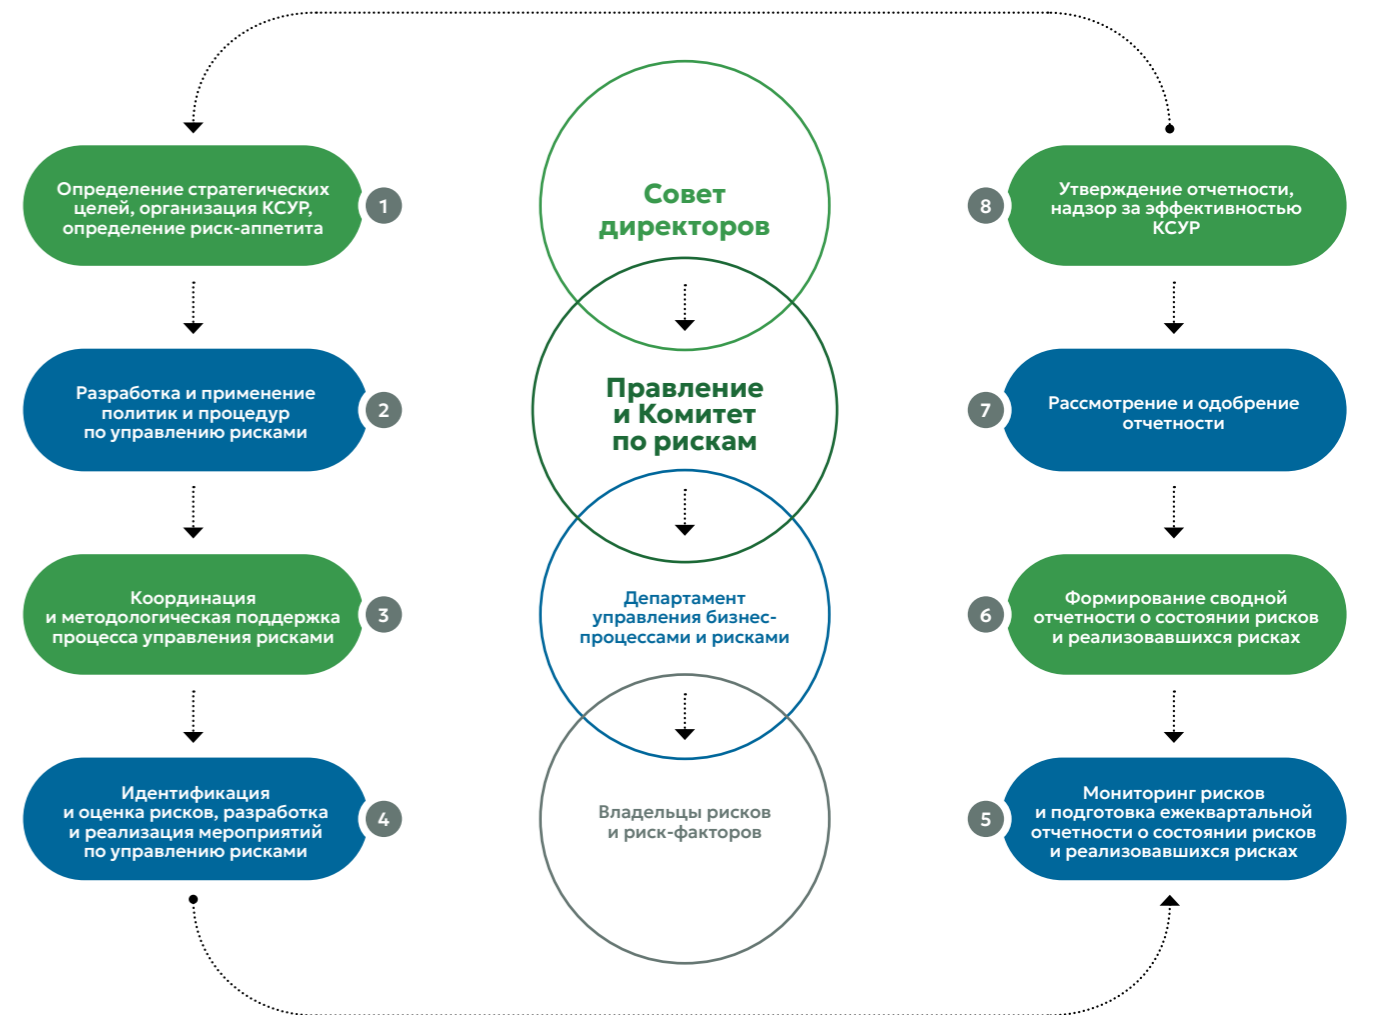 Определение стратегических
целей, организация КСУР,
определение риск-аппетита
1
Разработка и применение
политик и процедур
по управлению рисками
2
Координация
и методологическая поддержка
процесса управления рисками
3
Идентификация
и оценка рисков, разработка
и реализация мероприятий
по управлению рисками
4
Совет
директоров
Правление
и Комитет
по рискам
Департамент
управления бизнес-
процессами и рисками
Владельцы рисков
и риск-факторов
8
Утверждение отчетности,
надзор за эффективностью
КСУР
7
Рассмотрение и одобрение
отчетности
6
Формирование сводной
отчетности о состоянии рисков
и реализовавшихся рисках
5
Мониторинг рисков
и подготовка ежеквартальной
отчетности о состоянии рисков
и реализовавшихся рисках